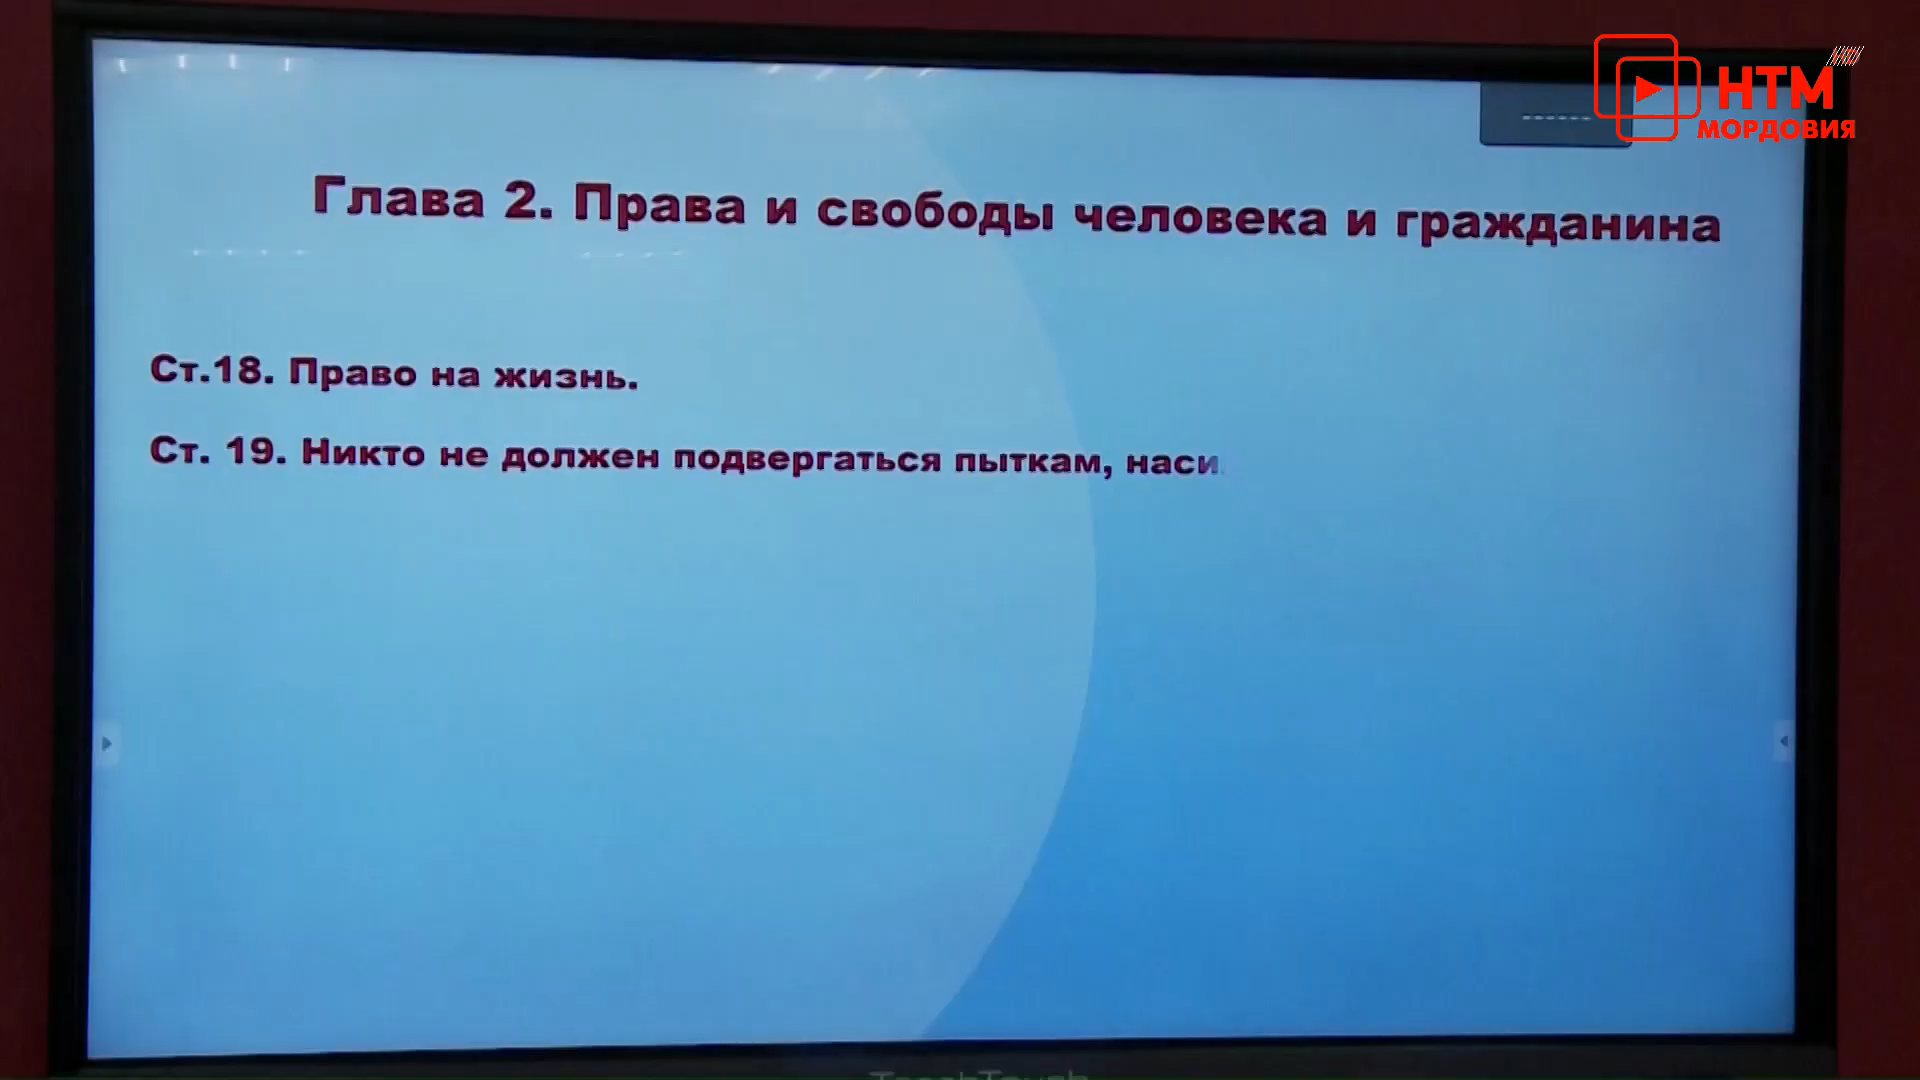 НТМ
МОРДОВИЯ
Глава 2. Права и свободы человека и гражданина
Ст.18. Право на жизнь.
Ст. 19. Никто не должен подвергаться пыткам, наси